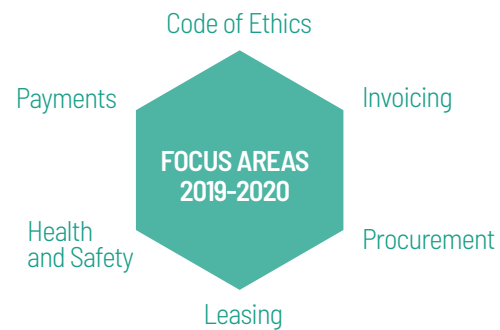 Code of Ethics
Payments
Invoicing
FOCUS AREAS
2019-2020
Health
and Safety
Procurement
Leasing